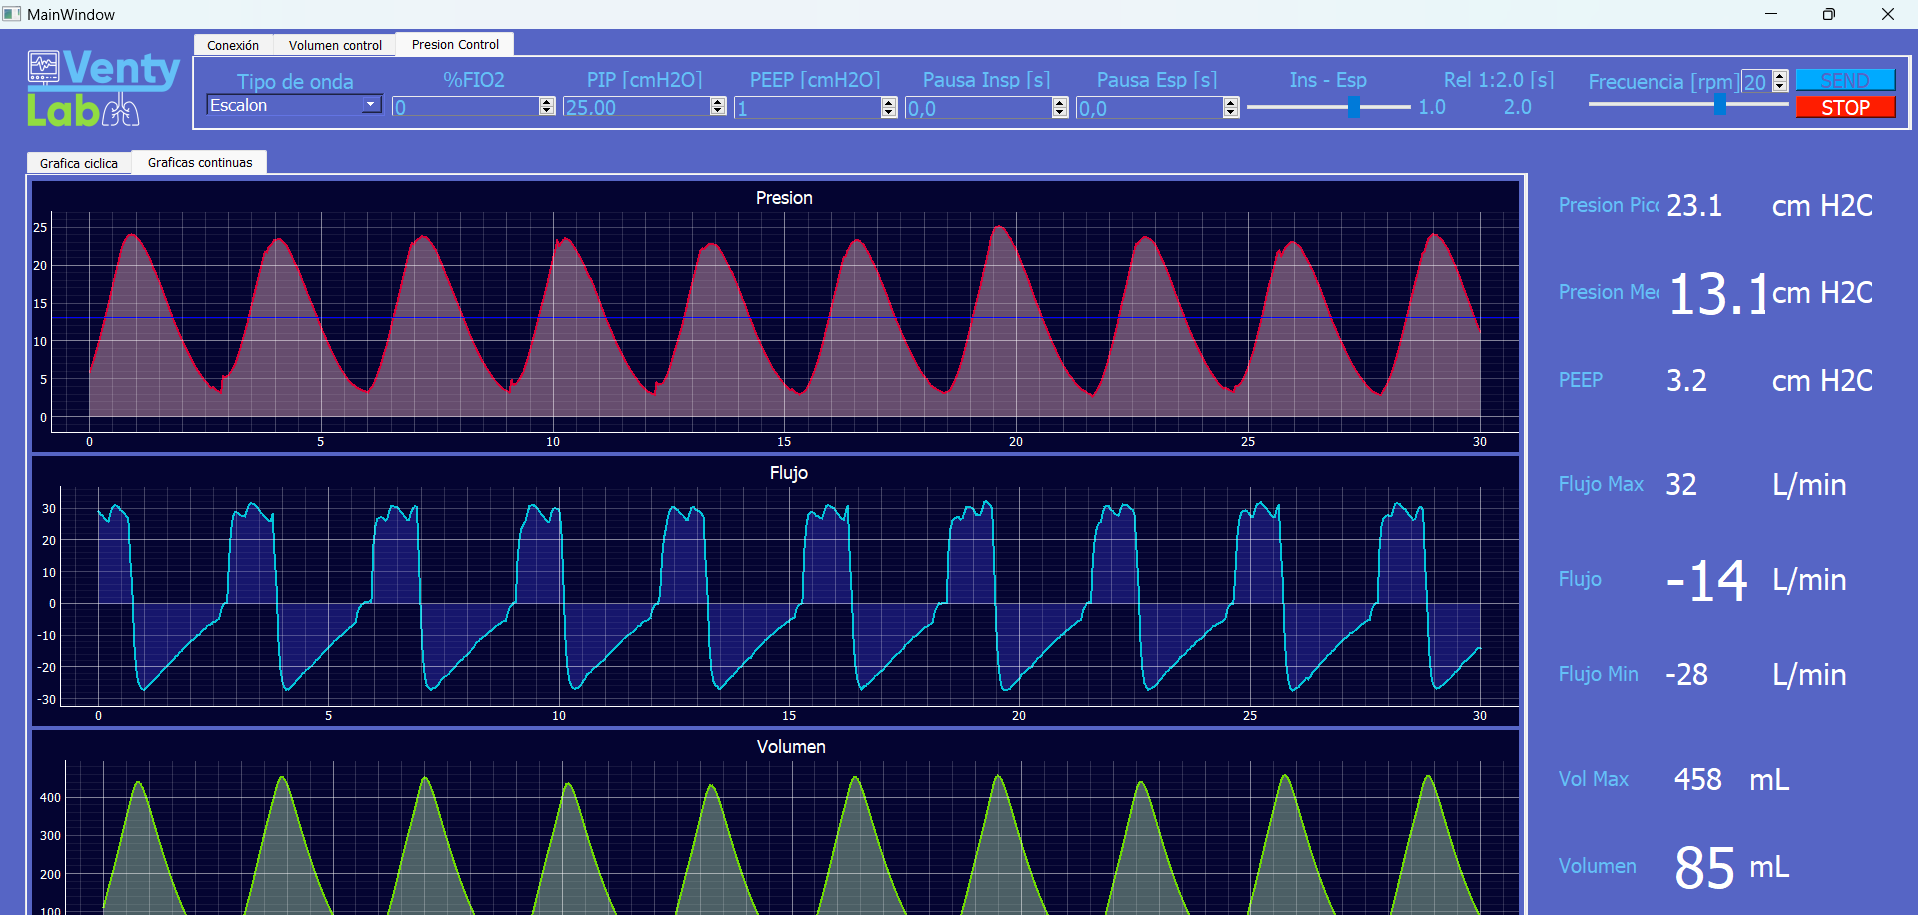 MainWindow
Venty
Lab
Conexión Volumen control Presion Control
Tipo de onda %FIO2 PIP [cmH2O] PEEP [cmH2O] Pausa Insp [s] Pausa Esp [s] Ins - Esp Rel 1:2.0 [s] Frecuencia [rpm] 20 SEND
Escalon 0 25.00 1 0,0 0,0 1.0 2.0 STOP
Grafica ciclica Graficas continuas
Presion
25
20
15
10
5
0
0 5 10 15 20 25 30
Flujo
30
20
10
0
-10
-20
-30
0 5 10 15 20 25 30
Volumen
400
300
200
100
Presion Pico 23.1 cm H2O
Presion Med 13.1 cm H2O
PEEP 3.2 cm H2O
Flujo Max 32 L/min
Flujo -14 L/min
Flujo Min -28 L/min
Vol Max 458 mL
Volumen 85 mL